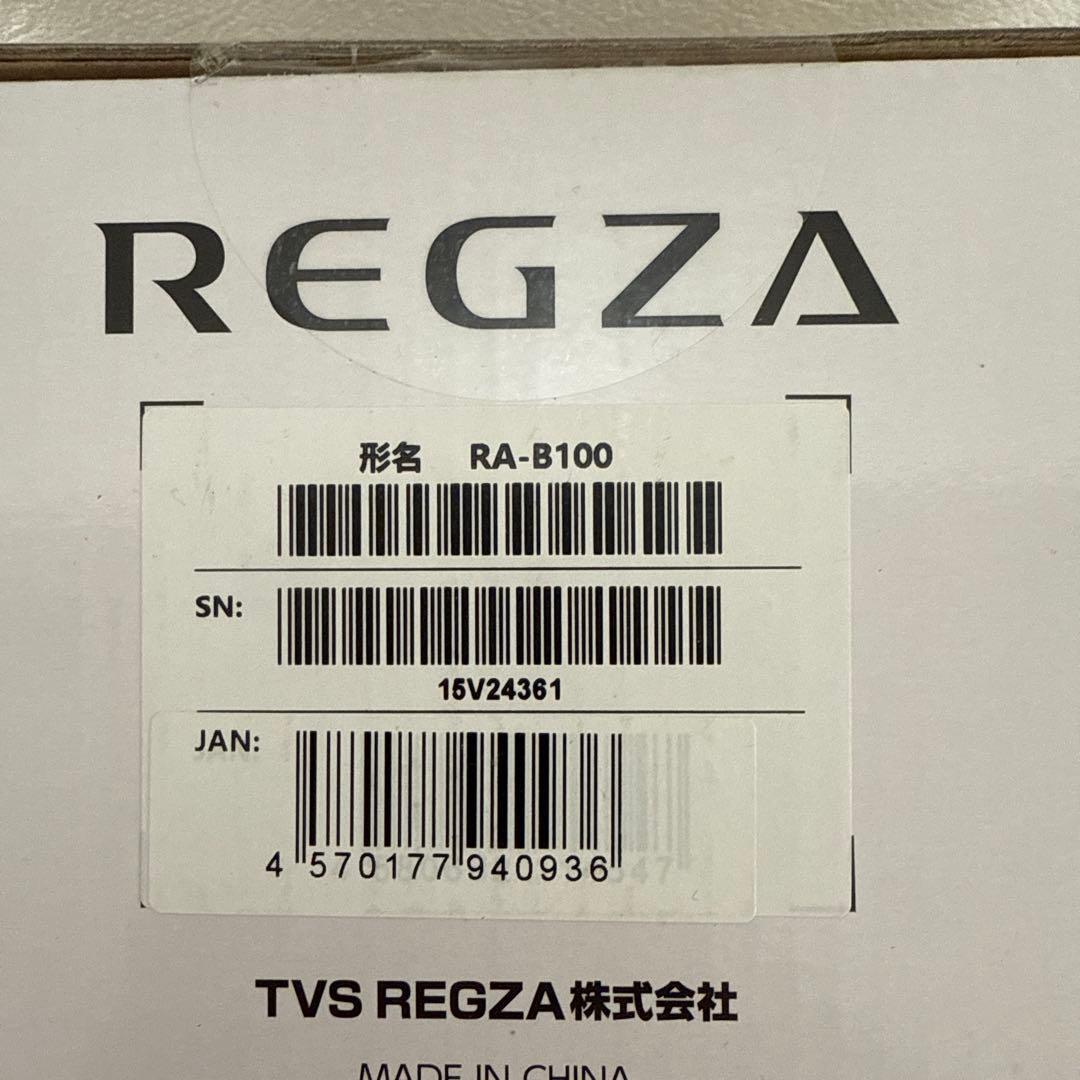 REGZA
形名 RA-B100
SN:
15V24361
JAN:
4 570177 940936
TVS REGZA株式会社
MADE IN CHINA